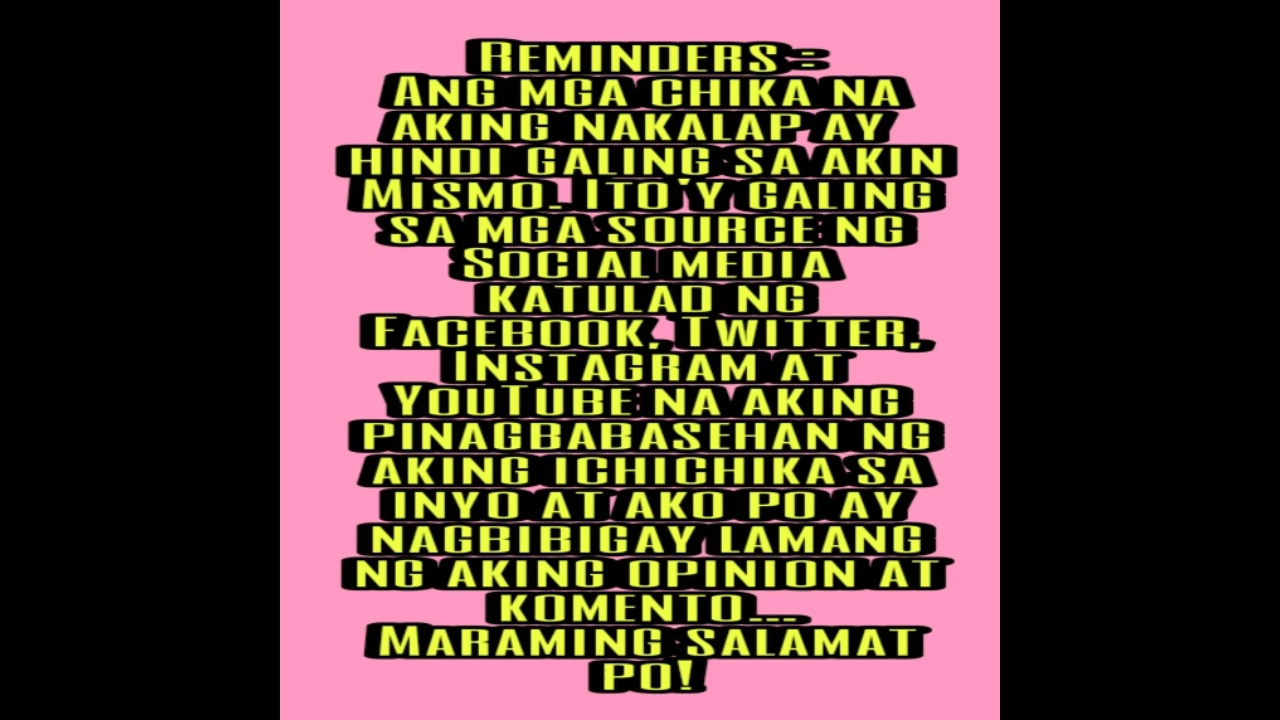 Reminders :
Ang mga chika na
aking nakalap ay
hindi galing sa akin
Mismo. Ito'y galing
sa mga source ng
Social media
katulad ng
Facebook, Twitter,
Instagram at
YouTube na aking
pinagbabasehan ng
aking ichichika sa
inyo at ako po ay
nagbibigay lamang
ng aking opinion at
komento...
Maraming salamat
po!